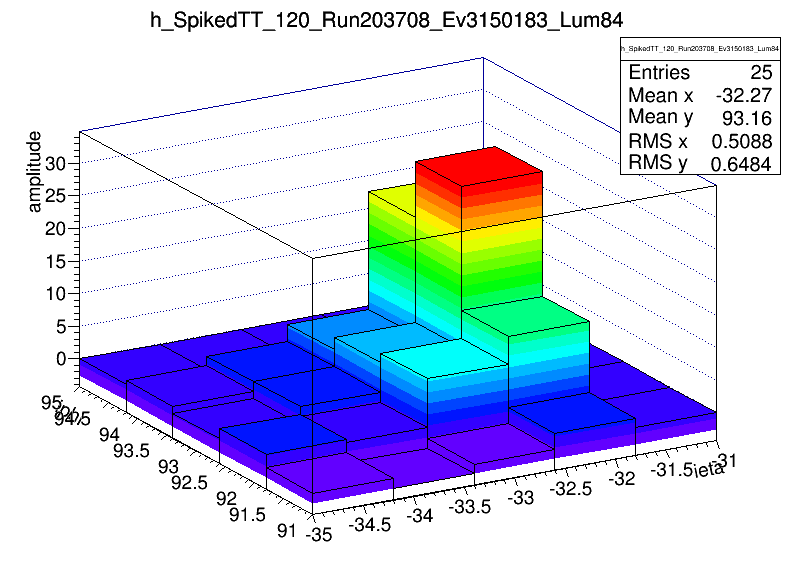 h_SpikedTT_120_Run203708_Ev3150183_Lum84
h_SpikedTT_120_Run203708_Ev3150183_Lum84
Entries 25
Mean x -32.27
Mean y 93.16
RMS x 0.5088
RMS y 0.6484
amplitude
30
25
20
15
10
5
0
95
94.5
94
93.5
93
92.5
92
91.5
91
-35
-34.5
-34
-33.5
-33
-32.5
-32
-31.5
ieta
-31